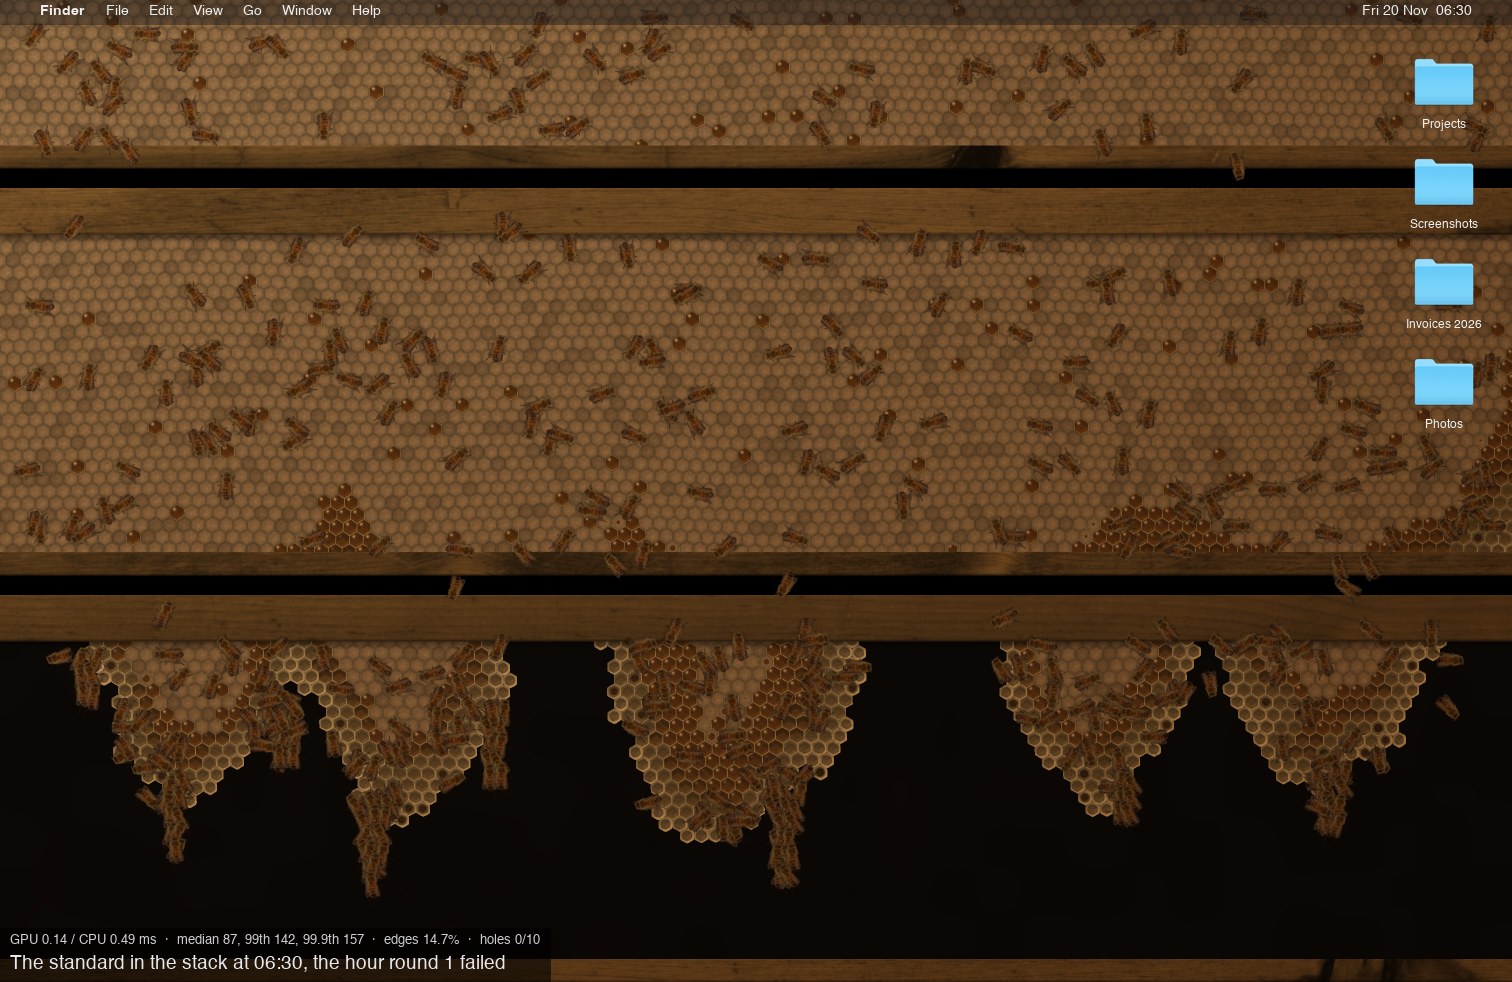 Finder File Edit View Go Window Help
Fri 20 Nov 06:30
Projects
Screenshots
Invoices 2026
Photos
GPU 0.14 / CPU 0.49 ms · median 87, 99th 142, 99.9th 157 · edges 14.7% · holes 0/10
The standard in the stack at 06:30, the hour round 1 failed